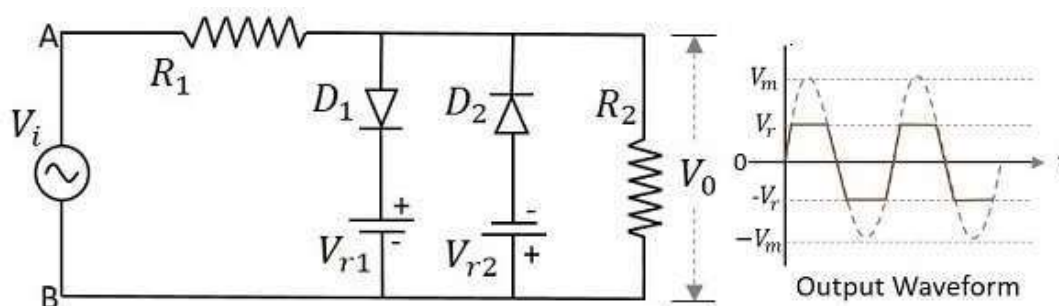 A
R₁
D₁
D₂
R₂
Vᵢ
V₀
+
-
Vᵣ₁
-
+
Vᵣ₂
B
Vₘ
Vᵣ
0
-Vᵣ
−Vₘ
Output Waveform